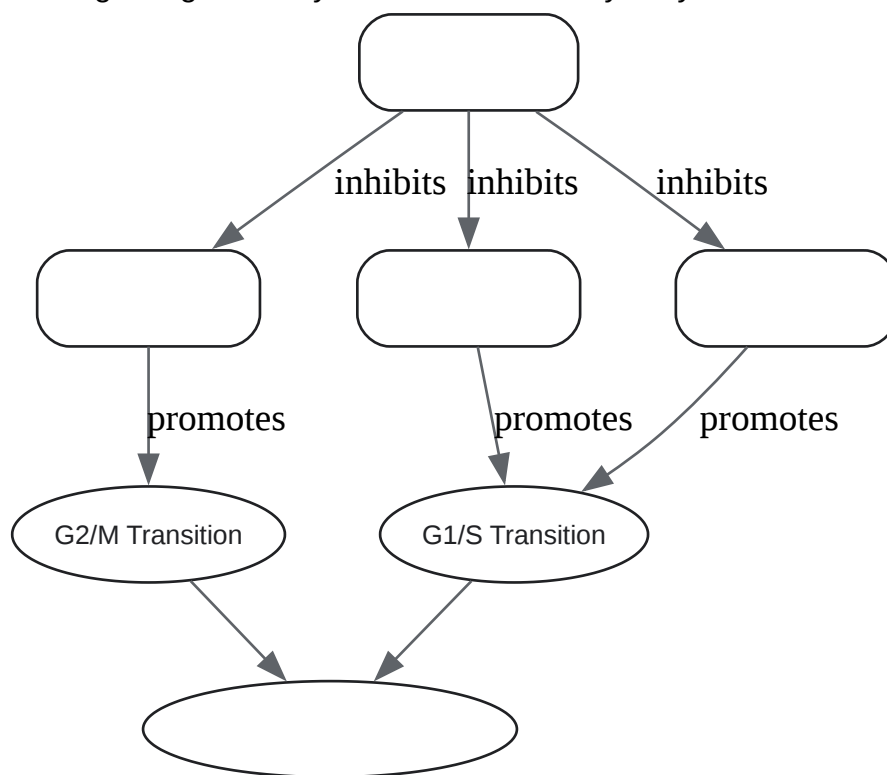 inhibits inhibits inhibits
promotes promotes promotes
G2/M Transition G1/S Transition